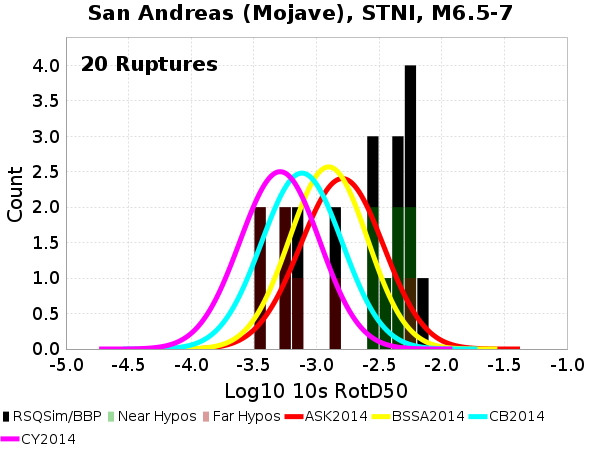 San Andreas (Mojave), STNI, M6.5-7
20 Ruptures
Count
4.0
3.5
3.0
2.5
2.0
1.5
1.0
0.5
0.0
-5.0 -4.5 -4.0 -3.5 -3.0 -2.5 -2.0 -1.5 -1.0
Log10 10s RotD50
RSQSim/BBP Near Hypos Far Hypos ASK2014 BSSA2014 CB2014
CY2014